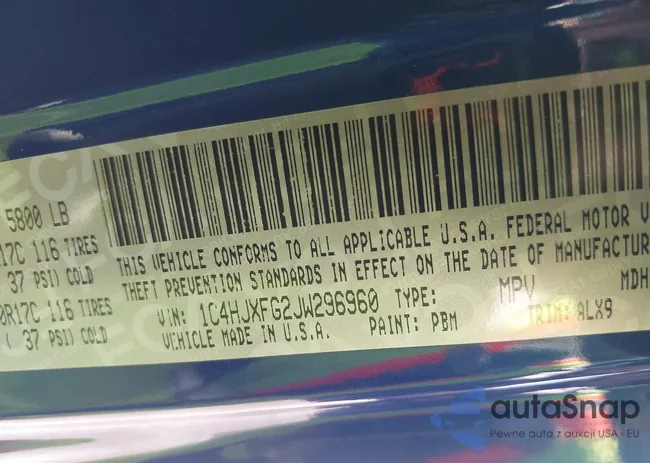 5800 LB
R17C 116 TIRES
37 PSI) COLD
0R17C 116 TIRES
( 37 PSI) COLD
THIS VEHICLE CONFORMS TO ALL APPLICABLE U.S.A. FEDERAL MOTOR V
THEFT PREVENTION STANDARDS IN EFFECT ON THE DATE OF MANUFACTUR
VIN: 1C4HJXFG2JW296960 TYPE: MPV MDH
VEHICLE MADE IN U.S.A. PAINT: PBM TRIM: ALX9
autaSnap
Pewne auta z aukcji USA i EU